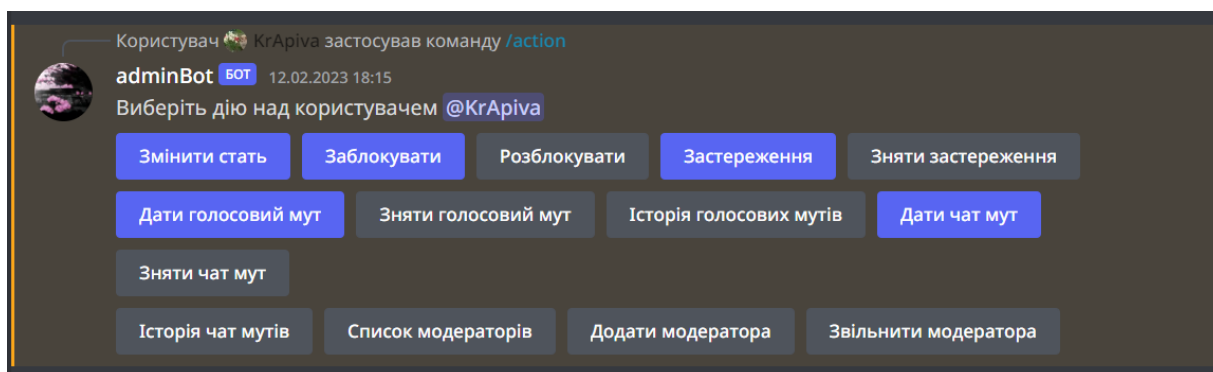 Користувач KrApiva застосував команду /action
adminBot БОТ 12.02.2023 18:15
Виберіть дію над користувачем @KrApiva
Змінити стать Заблокувати Розблокувати Застереження Зняти застереження
Дати голосовий мут Зняти голосовий мут Історія голосових мутів Дати чат мут
Зняти чат мут
Історія чат мутів Список модераторів Додати модератора Звільнити модератора